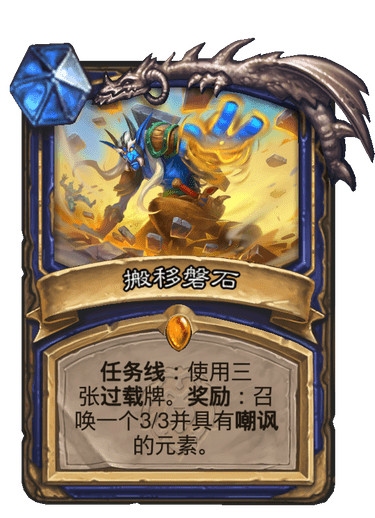 搬移磐石
任务线：使用三
张过载牌。奖励：召
唤一个3/3并具有嘲讽
的元素。